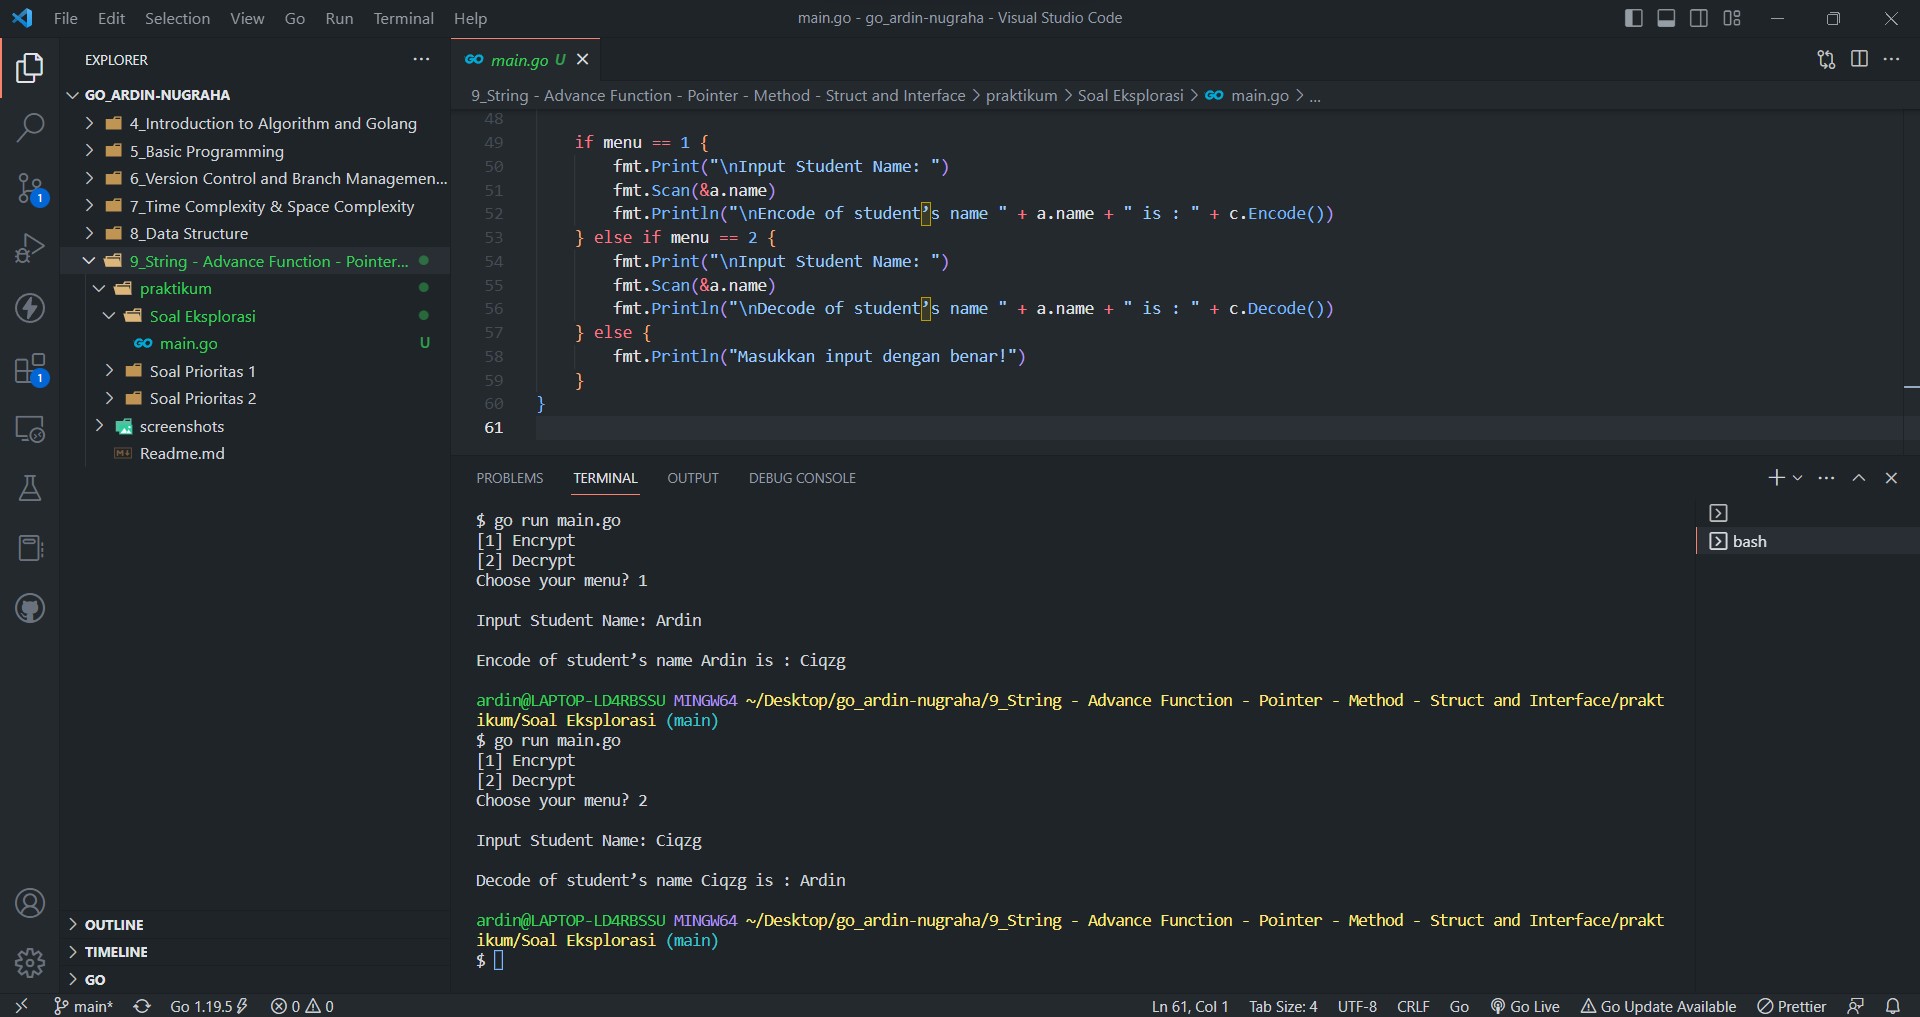 File Edit Selection View Go Run Terminal Help
main.go - go_ardin-nugraha - Visual Studio Code
EXPLORER
GO_ARDIN-NUGRAHA
4_Introduction to Algorithm and Golang
5_Basic Programming
6_Version Control and Branch Managemen...
7_Time Complexity & Space Complexity
8_Data Structure
9_String - Advance Function - Pointer...
praktikum
Soal Eksplorasi
GO main.go U
Soal Prioritas 1
Soal Prioritas 2
screenshots
Readme.md
OUTLINE
TIMELINE
GO
1
1
GO main.go U
9_String - Advance Function - Pointer - Method - Struct and Interface > praktikum > Soal Eksplorasi > GO main.go > ...
48
49 if menu == 1 {
50 fmt.Print("\nInput Student Name: ")
51 fmt.Scan(&a.name)
52 fmt.Println("\nEncode of student’s name " + a.name + " is : " + c.Encode())
53 } else if menu == 2 {
54 fmt.Print("\nInput Student Name: ")
55 fmt.Scan(&a.name)
56 fmt.Println("\nDecode of student’s name " + a.name + " is : " + c.Decode())
57 } else {
58 fmt.Println("Masukkan input dengan benar!")
59 }
60 }
61
PROBLEMS TERMINAL OUTPUT DEBUG CONSOLE
bash
$ go run main.go
[1] Encrypt
[2] Decrypt
Choose your menu? 1
Input Student Name: Ardin
Encode of student’s name Ardin is : Ciqzg
ardin@LAPTOP-LD4RBSSU MINGW64 ~/Desktop/go_ardin-nugraha/9_String - Advance Function - Pointer - Method - Struct and Interface/prakt
ikum/Soal Eksplorasi (main)
$ go run main.go
[1] Encrypt
[2] Decrypt
Choose your menu? 2
Input Student Name: Ciqzg
Decode of student’s name Ciqzg is : Ardin
ardin@LAPTOP-LD4RBSSU MINGW64 ~/Desktop/go_ardin-nugraha/9_String - Advance Function - Pointer - Method - Struct and Interface/prakt
ikum/Soal Eksplorasi (main)
$
main* Go 1.19.5 0 0 Ln 61, Col 1 Tab Size: 4 UTF-8 CRLF Go Go Live Go Update Available Prettier